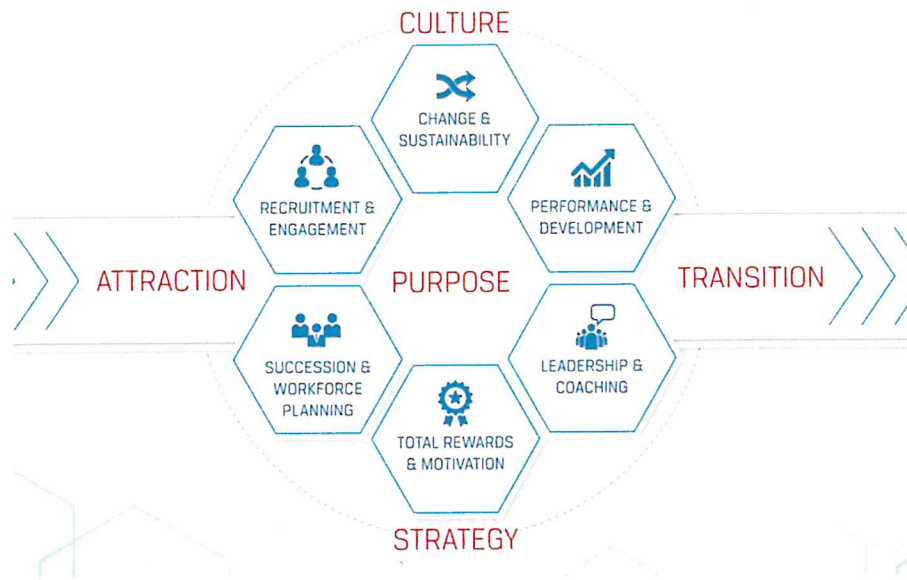 CULTURE
CHANGE &
SUSTAINABILITY
RECRUITMENT &
ENGAGEMENT
PERFORMANCE &
DEVELOPMENT
ATTRACTION
PURPOSE
TRANSITION
SUCCESSION &
WORKFORCE
PLANNING
LEADERSHIP &
COACHING
TOTAL REWARDS
& MOTIVATION
STRATEGY